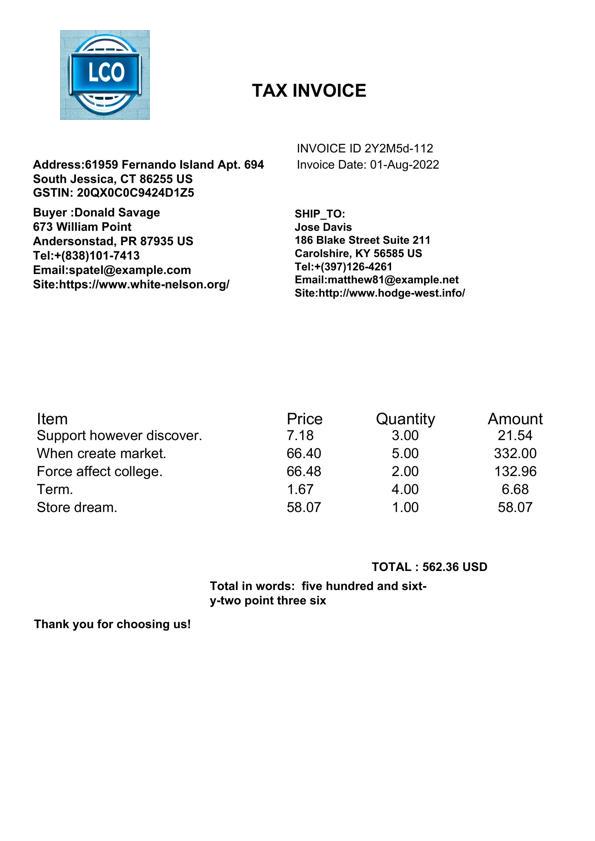 LCO
TAX INVOICE
INVOICE ID 2Y2M5d-112
Invoice Date: 01-Aug-2022
Address:61959 Fernando Island Apt. 694
South Jessica, CT 86255 US
GSTIN: 20QX0C0C9424D1Z5
Buyer :Donald Savage
673 William Point
Andersonstad, PR 87935 US
Tel:+(838)101-7413
Email:spatel@example.com
Site:https://www.white-nelson.org/
SHIP_TO:
Jose Davis
186 Blake Street Suite 211
Carolshire, KY 56585 US
Tel:+(397)126-4261
Email:matthew81@example.net
Site:http://www.hodge-west.info/
Item Price Quantity Amount
Support however discover. 7.18 3.00 21.54
When create market. 66.40 5.00 332.00
Force affect college. 66.48 2.00 132.96
Term. 1.67 4.00 6.68
Store dream. 58.07 1.00 58.07
TOTAL : 562.36 USD
Total in words: five hundred and sixt-
y-two point three six
Thank you for choosing us!